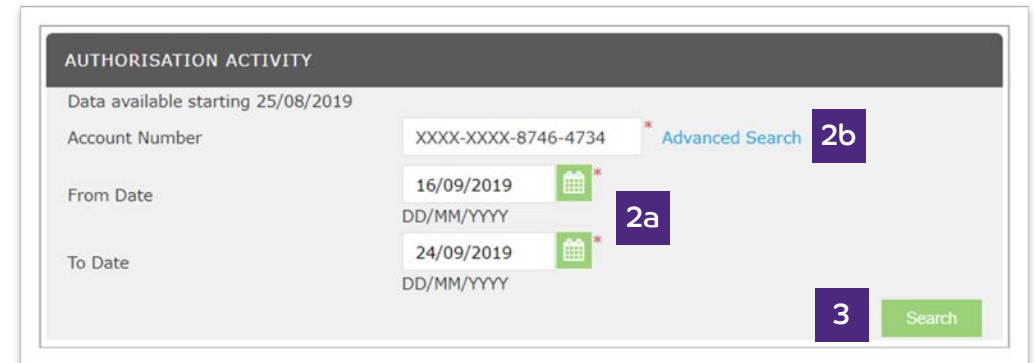 AUTHORISATION ACTIVITY
Data available starting 25/08/2019
Account Number XXXX-XXXX-8746-4734 * Advanced Search 2b
From Date 16/09/2019 *
DD/MM/YYYY 2a
To Date 24/09/2019 *
DD/MM/YYYY
3 Search